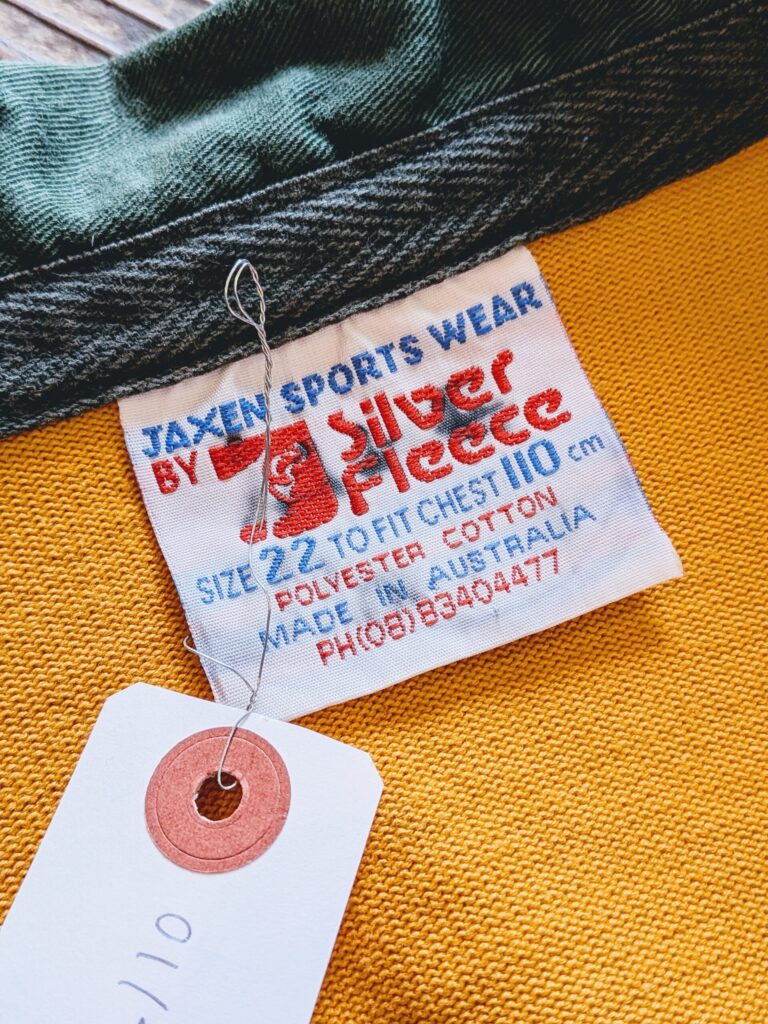 JAXEN SPORTS WEAR
BY Silver
Fleece
SIZE 22 TO FIT CHEST 110 cm
POLYESTER COTTON
MADE IN AUSTRALIA
PH(08)83404477
-110